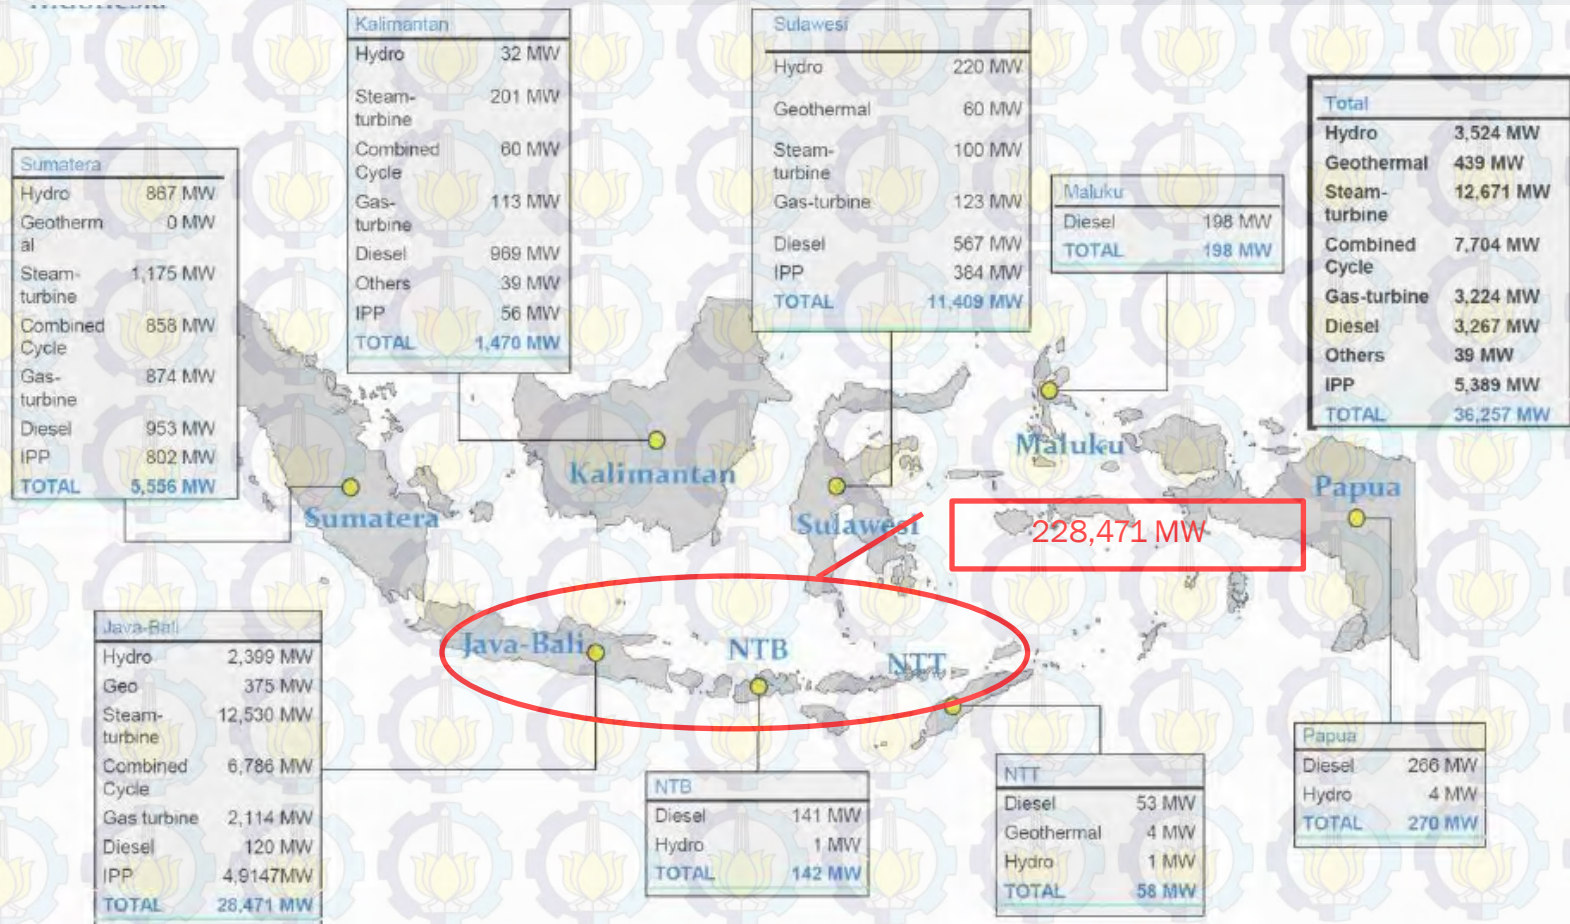 Indonesia
Kalimantan
Hydro 32 MW
Steam- 201 MW
turbine
Combined 60 MW
Cycle
Gas- 113 MW
turbine
Diesel 969 MW
Others 39 MW
IPP 56 MW
TOTAL 1,470 MW
Sulawesi
Hydro 220 MW
Geothermal 60 MW
Steam- 100 MW
turbine
Gas-turbine 123 MW
Diesel 567 MW
IPP 384 MW
TOTAL 11,409 MW
Total
Hydro 3,524 MW
Geothermal 439 MW
Steam- 12,671 MW
turbine
Combined 7,704 MW
Cycle
Gas-turbine 3,224 MW
Diesel 3,267 MW
Others 39 MW
IPP 5,389 MW
TOTAL 36,257 MW
Sumatera
Hydro 867 MW
Geotherm 0 MW
al
Steam- 1,175 MW
turbine
Combined 858 MW
Cycle
Gas- 874 MW
turbine
Diesel 953 MW
IPP 802 MW
TOTAL 5,556 MW
Maluku
Diesel 198 MW
TOTAL 198 MW
Maluku
Kalimantan
Papua
Sumatera
Sulawesi
228,471 MW
Java-Bali
NTB
NTT
Java-Bali
Hydro 2,399 MW
Geo 375 MW
Steam- 12,530 MW
turbine
Combined 6,786 MW
Cycle
Gas turbine 2,114 MW
Diesel 120 MW
IPP 4,9147MW
TOTAL 28,471 MW
NTB
Diesel 141 MW
Hydro 1 MW
TOTAL 142 MW
NTT
Diesel 53 MW
Geothermal 4 MW
Hydro 1 MW
TOTAL 58 MW
Papua
Diesel 266 MW
Hydro 4 MW
TOTAL 270 MW